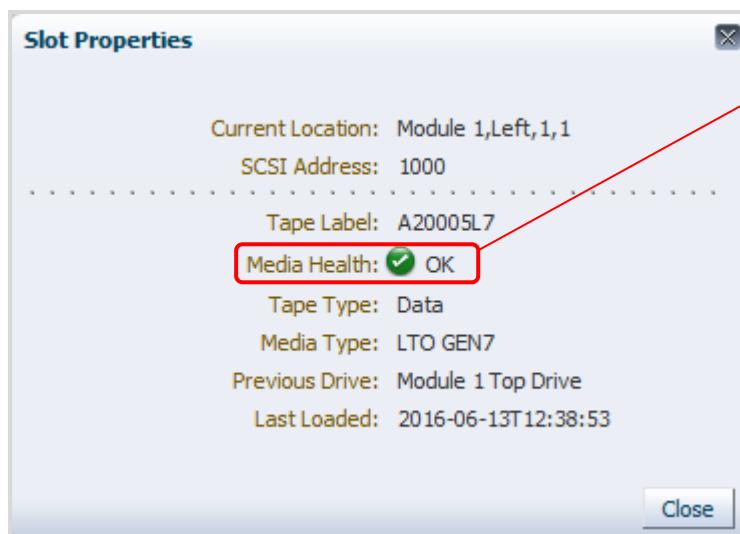 Slot Properties
Current Location: Module 1,Left,1,1
SCSI Address: 1000
Tape Label: A20005L7
Media Health: OK
Tape Type: Data
Media Type: LTO GEN7
Previous Drive: Module 1 Top Drive
Last Loaded: 2016-06-13T12:38:53
Close